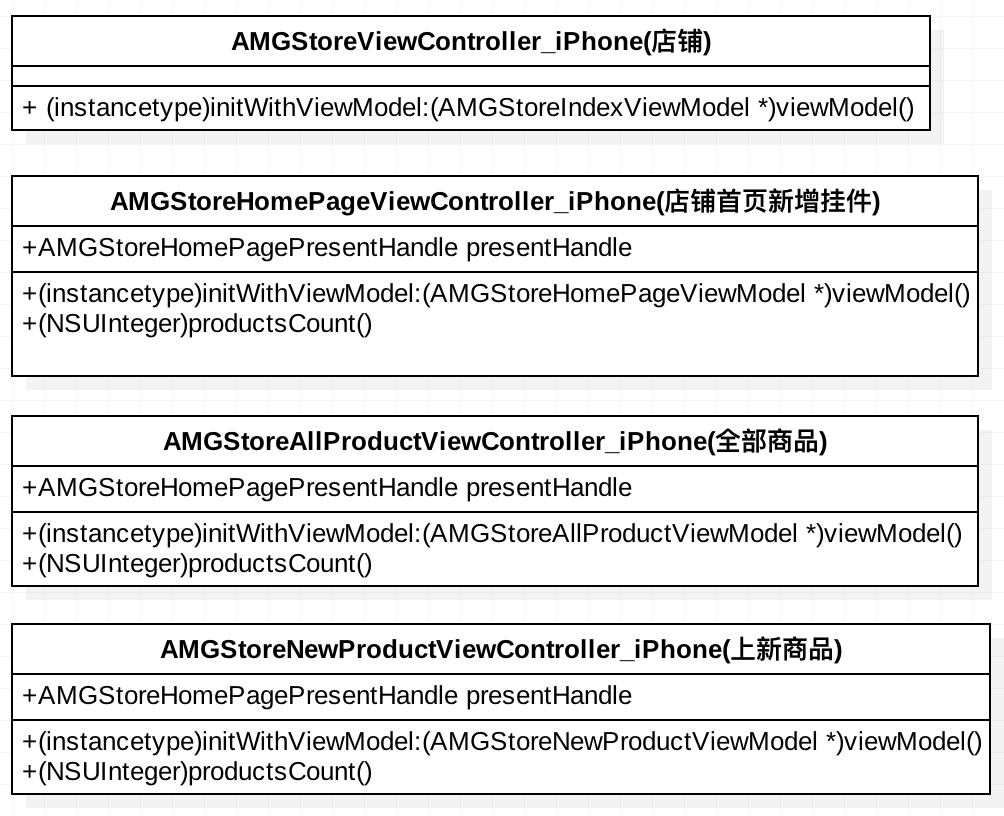 AMGStoreViewController_iPhone(店铺)
+ (instancetype)initWithViewModel:(AMGStoreIndexViewModel *)viewModel()
AMGStoreHomePageViewController_iPhone(店铺首页新增挂件)
+AMGStoreHomePagePresentHandle presentHandle
+(instancetype)initWithViewModel:(AMGStoreHomePageViewModel *)viewModel()
+(NSUInteger)productsCount()
AMGStoreAllProductViewController_iPhone(全部商品)
+AMGStoreHomePagePresentHandle presentHandle
+(instancetype)initWithViewModel:(AMGStoreAllProductViewModel *)viewModel()
+(NSUInteger)productsCount()
AMGStoreNewProductViewController_iPhone(上新商品)
+AMGStoreHomePagePresentHandle presentHandle
+(instancetype)initWithViewModel:(AMGStoreNewProductViewModel *)viewModel()
+(NSUInteger)productsCount()